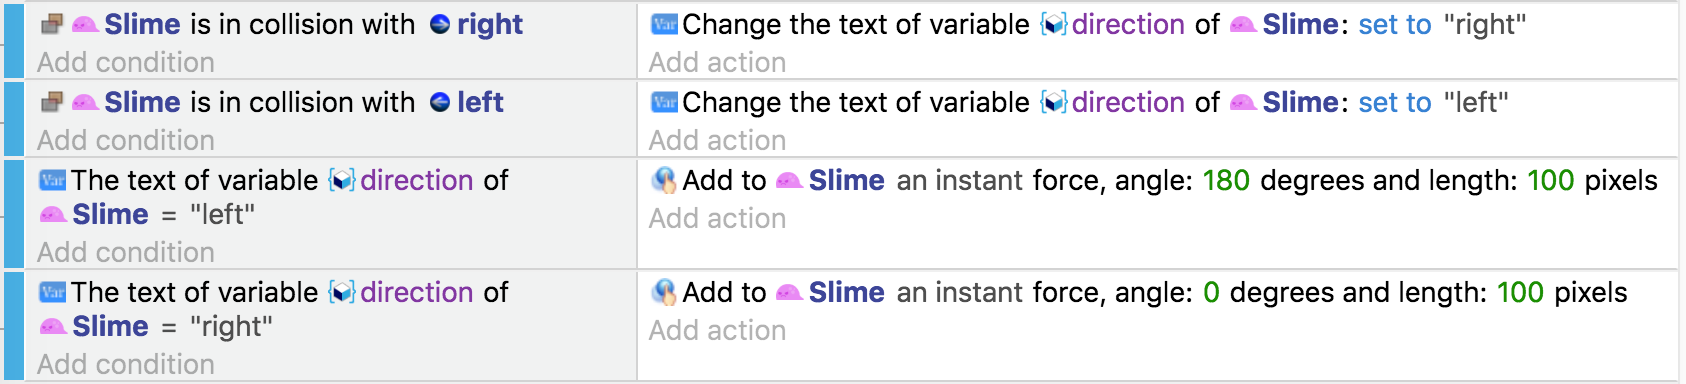 Slime is in collision with right
Add condition
Var Change the text of variable direction of Slime: set to "right"
Add action
Slime is in collision with left
Add condition
Var Change the text of variable direction of Slime: set to "left"
Add action
Var The text of variable direction of
Slime = "left"
Add condition
Add to Slime an instant force, angle: 180 degrees and length: 100 pixels
Add action
Var The text of variable direction of
Slime = "right"
Add condition
Add to Slime an instant force, angle: 0 degrees and length: 100 pixels
Add action